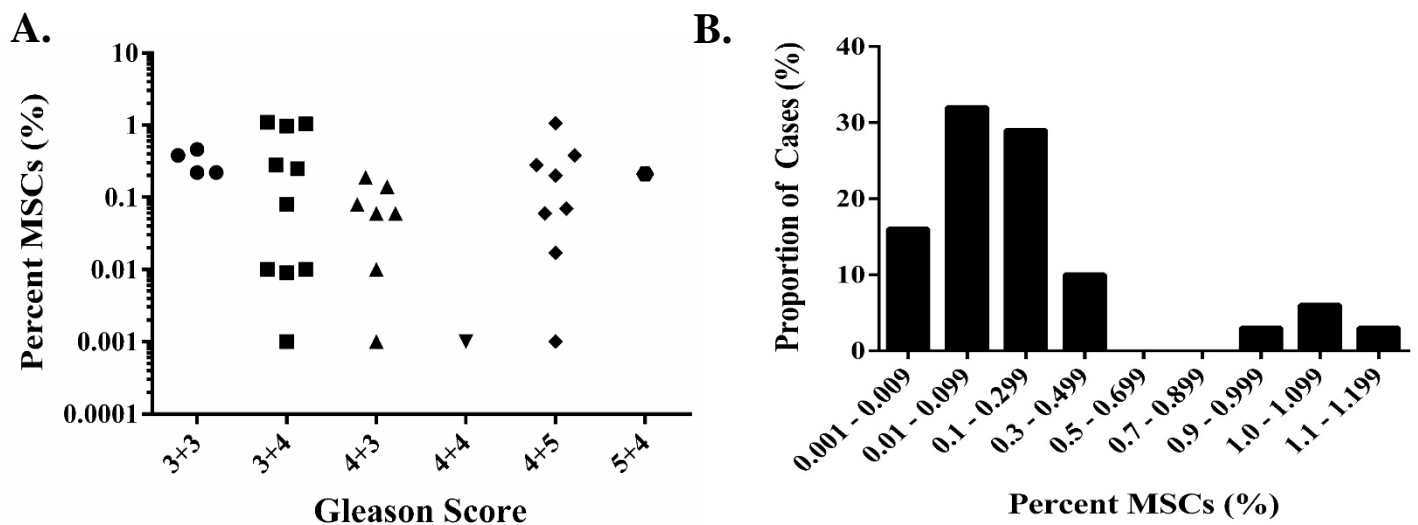 A.
Percent MSCs (%)
10
1
0.1
0.01
0.001
0.0001
3+3
3+4
4+3
4+4
4+5
5+4
Gleason Score
B.
Proportion of Cases (%)
40
30
20
10
0
0.001 - 0.009
0.01 - 0.099
0.1 - 0.299
0.3 - 0.499
0.5 - 0.699
0.7 - 0.899
0.9 - 0.999
1.0 - 1.099
1.1 - 1.199
Percent MSCs (%)